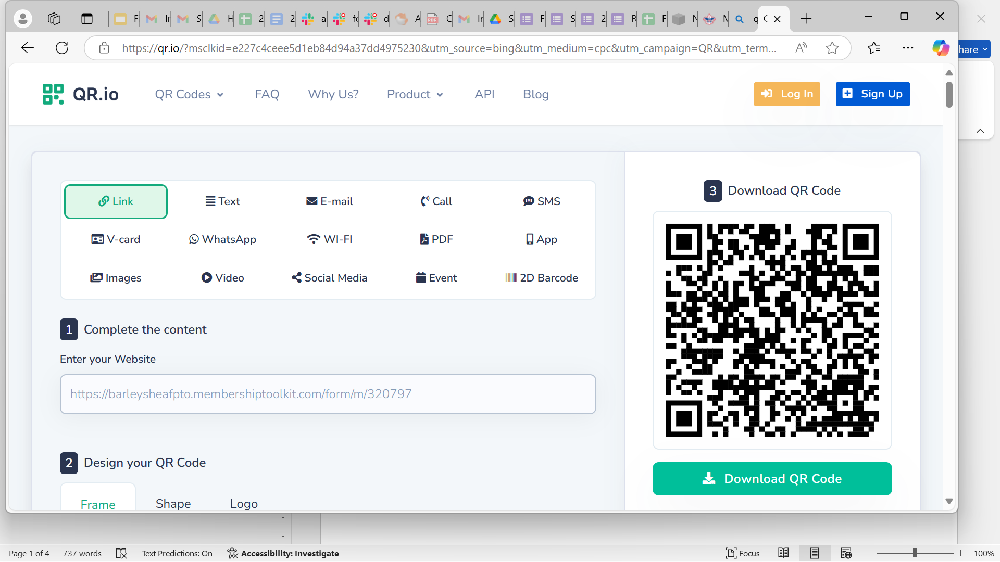 F Ir S H 2 2 a fc d A C Ir S F S 2 R F N M q
https://qr.io/?msclkid=e227c4ceee5d1eb84d94a37dd4975230&utm_source=bing&utm_medium=cpc&utm_campaign=QR&utm_term...
hare
QR.io QR Codes FAQ Why Us? Product API Blog Log In Sign Up
Link Text E-mail Call SMS
V-card WhatsApp WI-FI PDF App
Images Video Social Media Event 2D Barcode
3 Download QR Code
1 Complete the content
Enter your Website
https://barleysheafpto.membershiptoolkit.com/form/m/320797
2 Design your QR Code
Frame Shape Logo
Download QR Code
Page 1 of 4 737 words Text Predictions: On Accessibility: Investigate Focus 100%